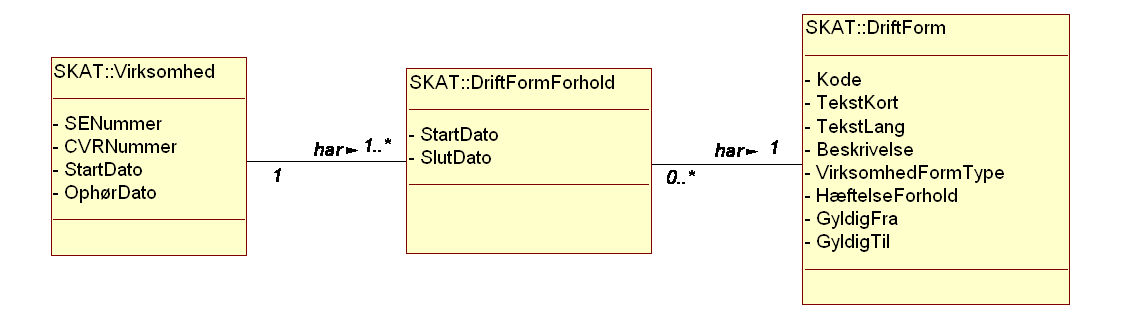 SKAT::Virksomhed
- SENummer
- CVRNummer
- StartDato
- OphørDato
har► 1..*
1
SKAT::DriftFormForhold
- StartDato
- SlutDato
har► 1
0..*
SKAT::DriftForm
- Kode
- TekstKort
- TekstLang
- Beskrivelse
- VirksomhedFormType
- HæftelseForhold
- GyldigFra
- GyldigTil